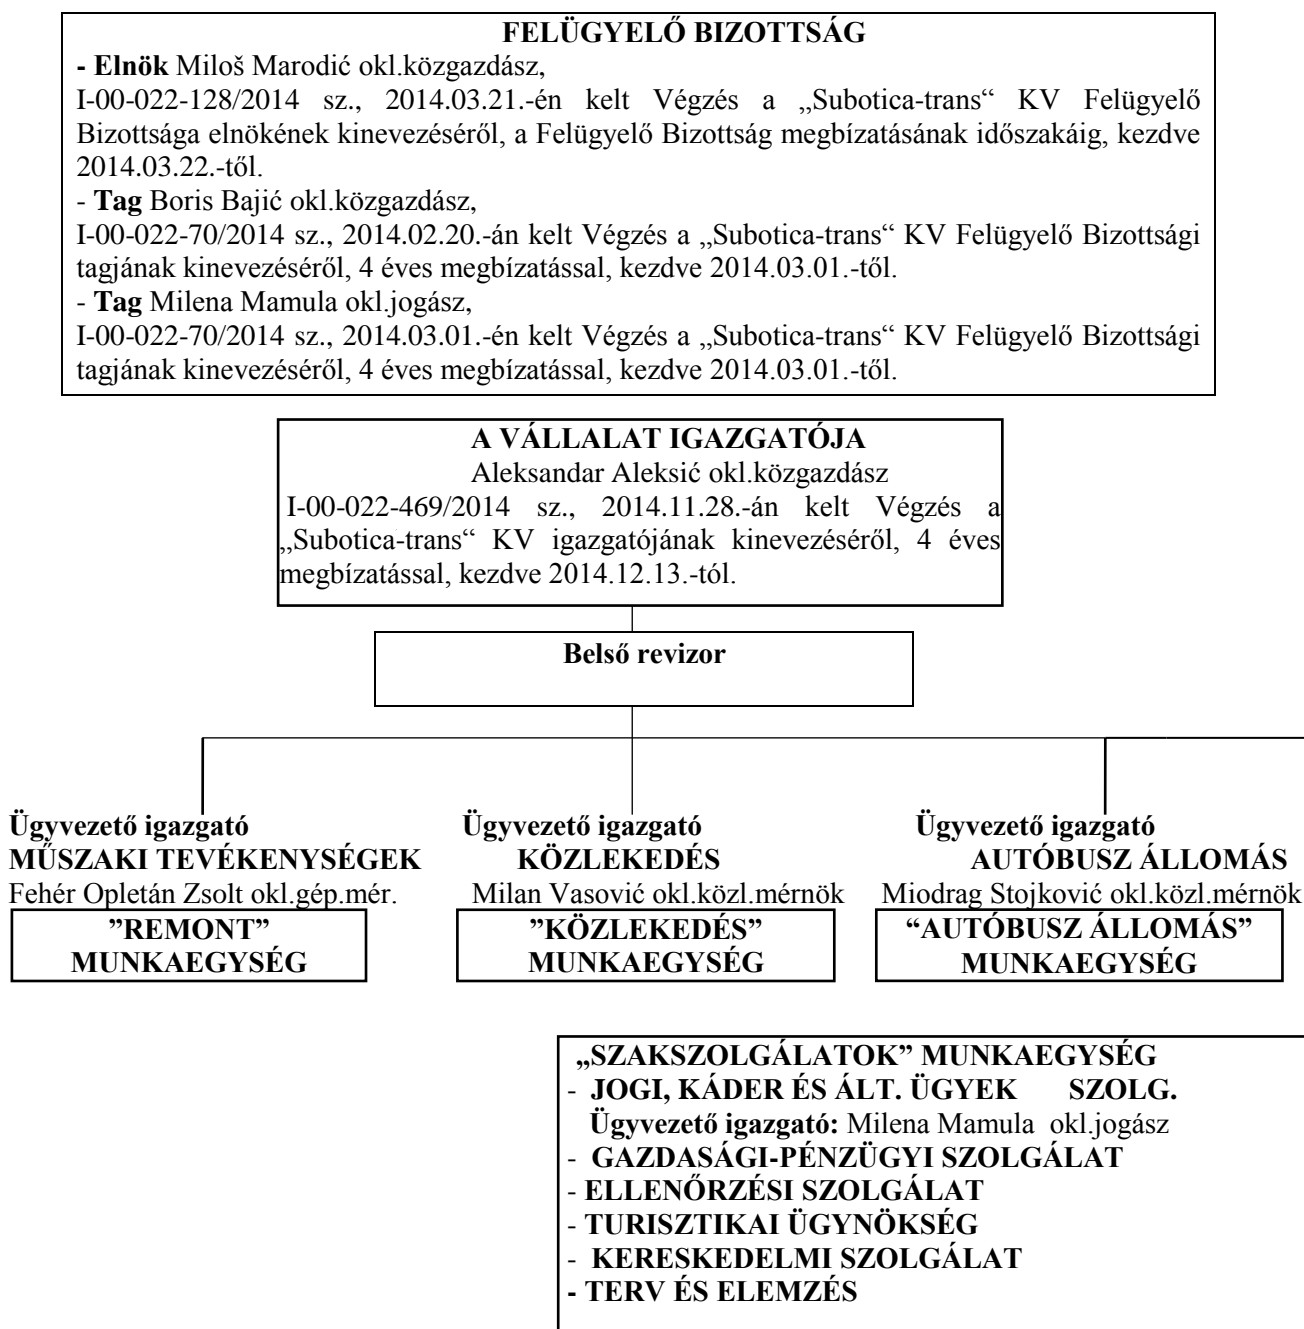 FELÜGYELŐ BIZOTTSÁG
- Elnök Miloš Marodić okl.közgazdász,
I-00-022-128/2014 sz., 2014.03.21.-én kelt Végzés a „Subotica-trans“ KV Felügyelő
Bizottsága elnökének kinevezéséről, a Felügyelő Bizottság megbízatásának időszakáig, kezdve
2014.03.22.-től.
- Tag Boris Bajić okl.közgazdász,
I-00-022-70/2014 sz., 2014.02.20.-án kelt Végzés a „Subotica-trans“ KV Felügyelő Bizottsági
tagjának kinevezéséről, 4 éves megbízatással, kezdve 2014.03.01.-től.
- Tag Milena Mamula okl.jogász,
I-00-022-70/2014 sz., 2014.03.01.-én kelt Végzés a „Subotica-trans“ KV Felügyelő Bizottsági
tagjának kinevezéséről, 4 éves megbízatással, kezdve 2014.03.01.-től.
A VÁLLALAT IGAZGATÓJA
Aleksandar Aleksić okl.közgazdász
I-00-022-469/2014 sz., 2014.11.28.-án kelt Végzés a
„Subotica-trans“ KV igazgatójának kinevezéséről, 4 éves
megbízatással, kezdve 2014.12.13.-tól.
Belső revizor
Ügyvezető igazgató
MŰSZAKI TEVÉKENYSÉGEK
Fehér Opletán Zsolt okl.gép.mér.
”REMONT”
MUNKAEGYSÉG
Ügyvezető igazgató
KÖZLEKEDÉS
Milan Vasović okl.közl.mérnök
”KÖZLEKEDÉS”
MUNKAEGYSÉG
Ügyvezető igazgató
AUTÓBUSZ ÁLLOMÁS
Miodrag Stojković okl.közl.mérnök
“AUTÓBUSZ ÁLLOMÁS”
MUNKAEGYSÉG
„SZAKSZOLGÁLATOK” MUNKAEGYSÉG
- JOGI, KÁDER ÉS ÁLT. ÜGYEK SZOLG.
Ügyvezető igazgató: Milena Mamula okl.jogász
- GAZDASÁGI-PÉNZÜGYI SZOLGÁLAT
- ELLENŐRZÉSI SZOLGÁLAT
- TURISZTIKAI ÜGYNÖKSÉG
- KERESKEDELMI SZOLGÁLAT
- TERV ÉS ELEMZÉS